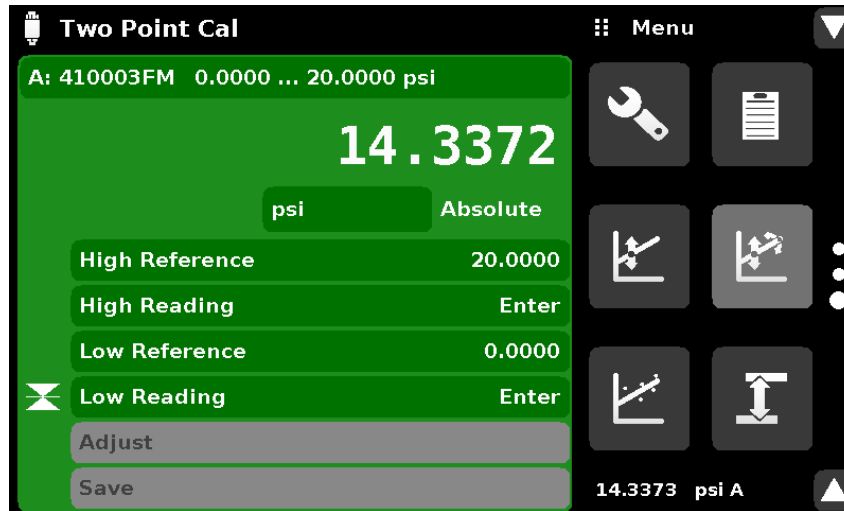 Two Point Cal
A: 410003FM 0.0000 ... 20.0000 psi
14.3372
psi Absolute
High Reference 20.0000
High Reading Enter
Low Reference 0.0000
Low Reading Enter
Adjust
Save
Menu
14.3373 psi A